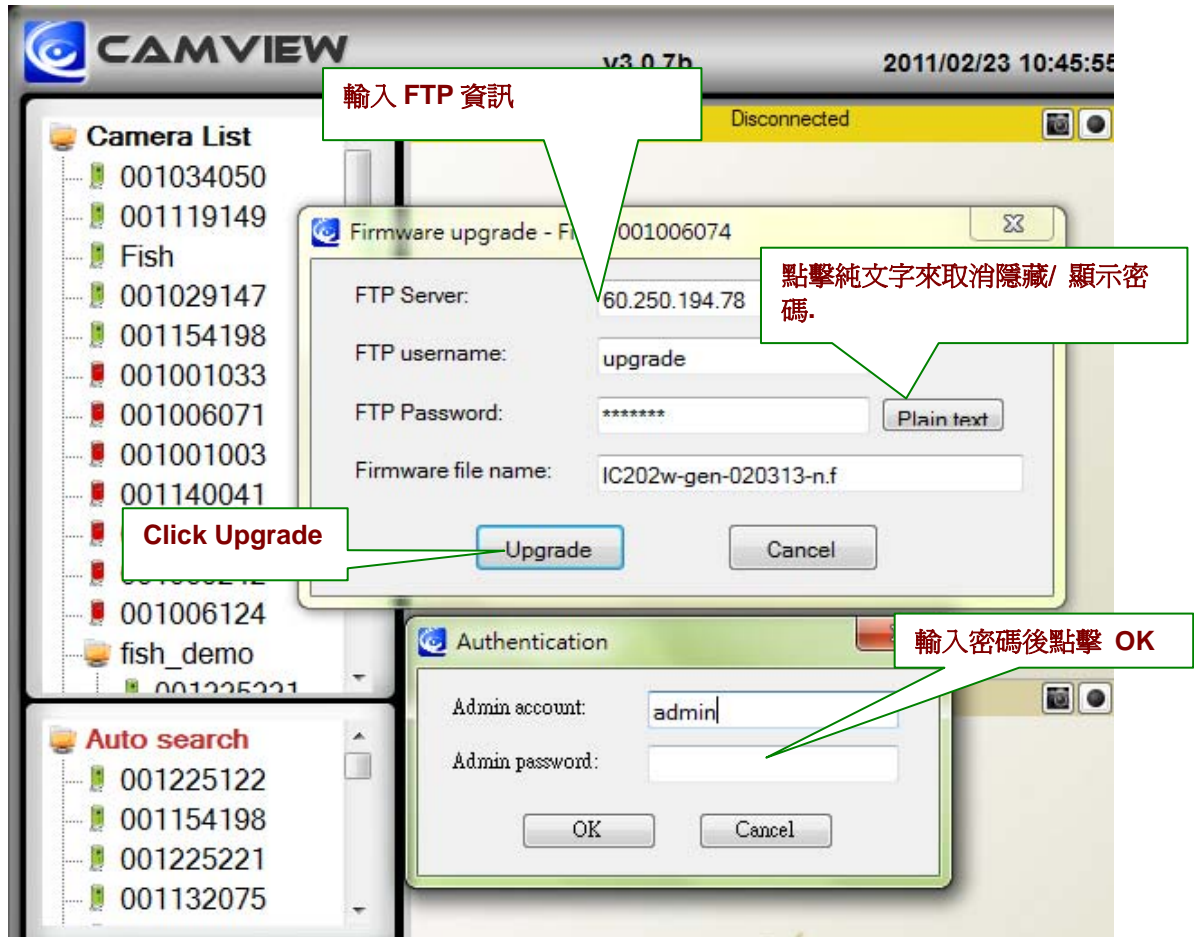 CAMVIEW
v3.0.7b
2011/02/23 10:45:55
輸入 FTP 資訊
Disconnected
Camera List
001034050
001119149
Fish
001029147
001154198
001001033
001006071
001001003
001140041
001006124
fish_demo
001225221
Firmware upgrade - 001006074
點擊純文字來取消隱藏/ 顯示密
碼.
FTP Server:
60.250.194.78
FTP username:
upgrade
FTP Password:
*******
Plain text
Firmware file name:
IC202w-gen-020313-n.f
Click Upgrade
Upgrade
Cancel
Authentication
輸入密碼後點擊 OK
Admin account:
admin
Admin password:
OK
Cancel
Auto search
001225122
001154198
001225221
001132075